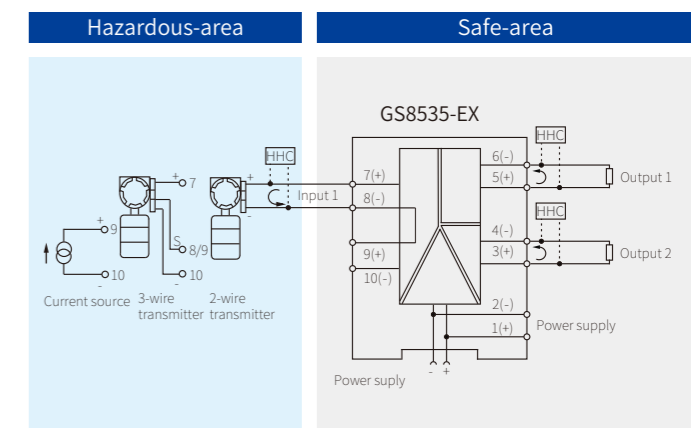 Hazardous-area
Safe-area
GS8535-EX
HHC
HHC
HHC
6(-)
5(+)
Output 1
7(+)
8(-)
Input 1
+
-
+
7
S
8/9
-
10
+
9
10
-
4(-)
3(+)
Output 2
9(+)
10(-)
Current source
3-wire
transmitter
2-wire
transmitter
2(-)
1(+)
Power supply
Power suply
- +